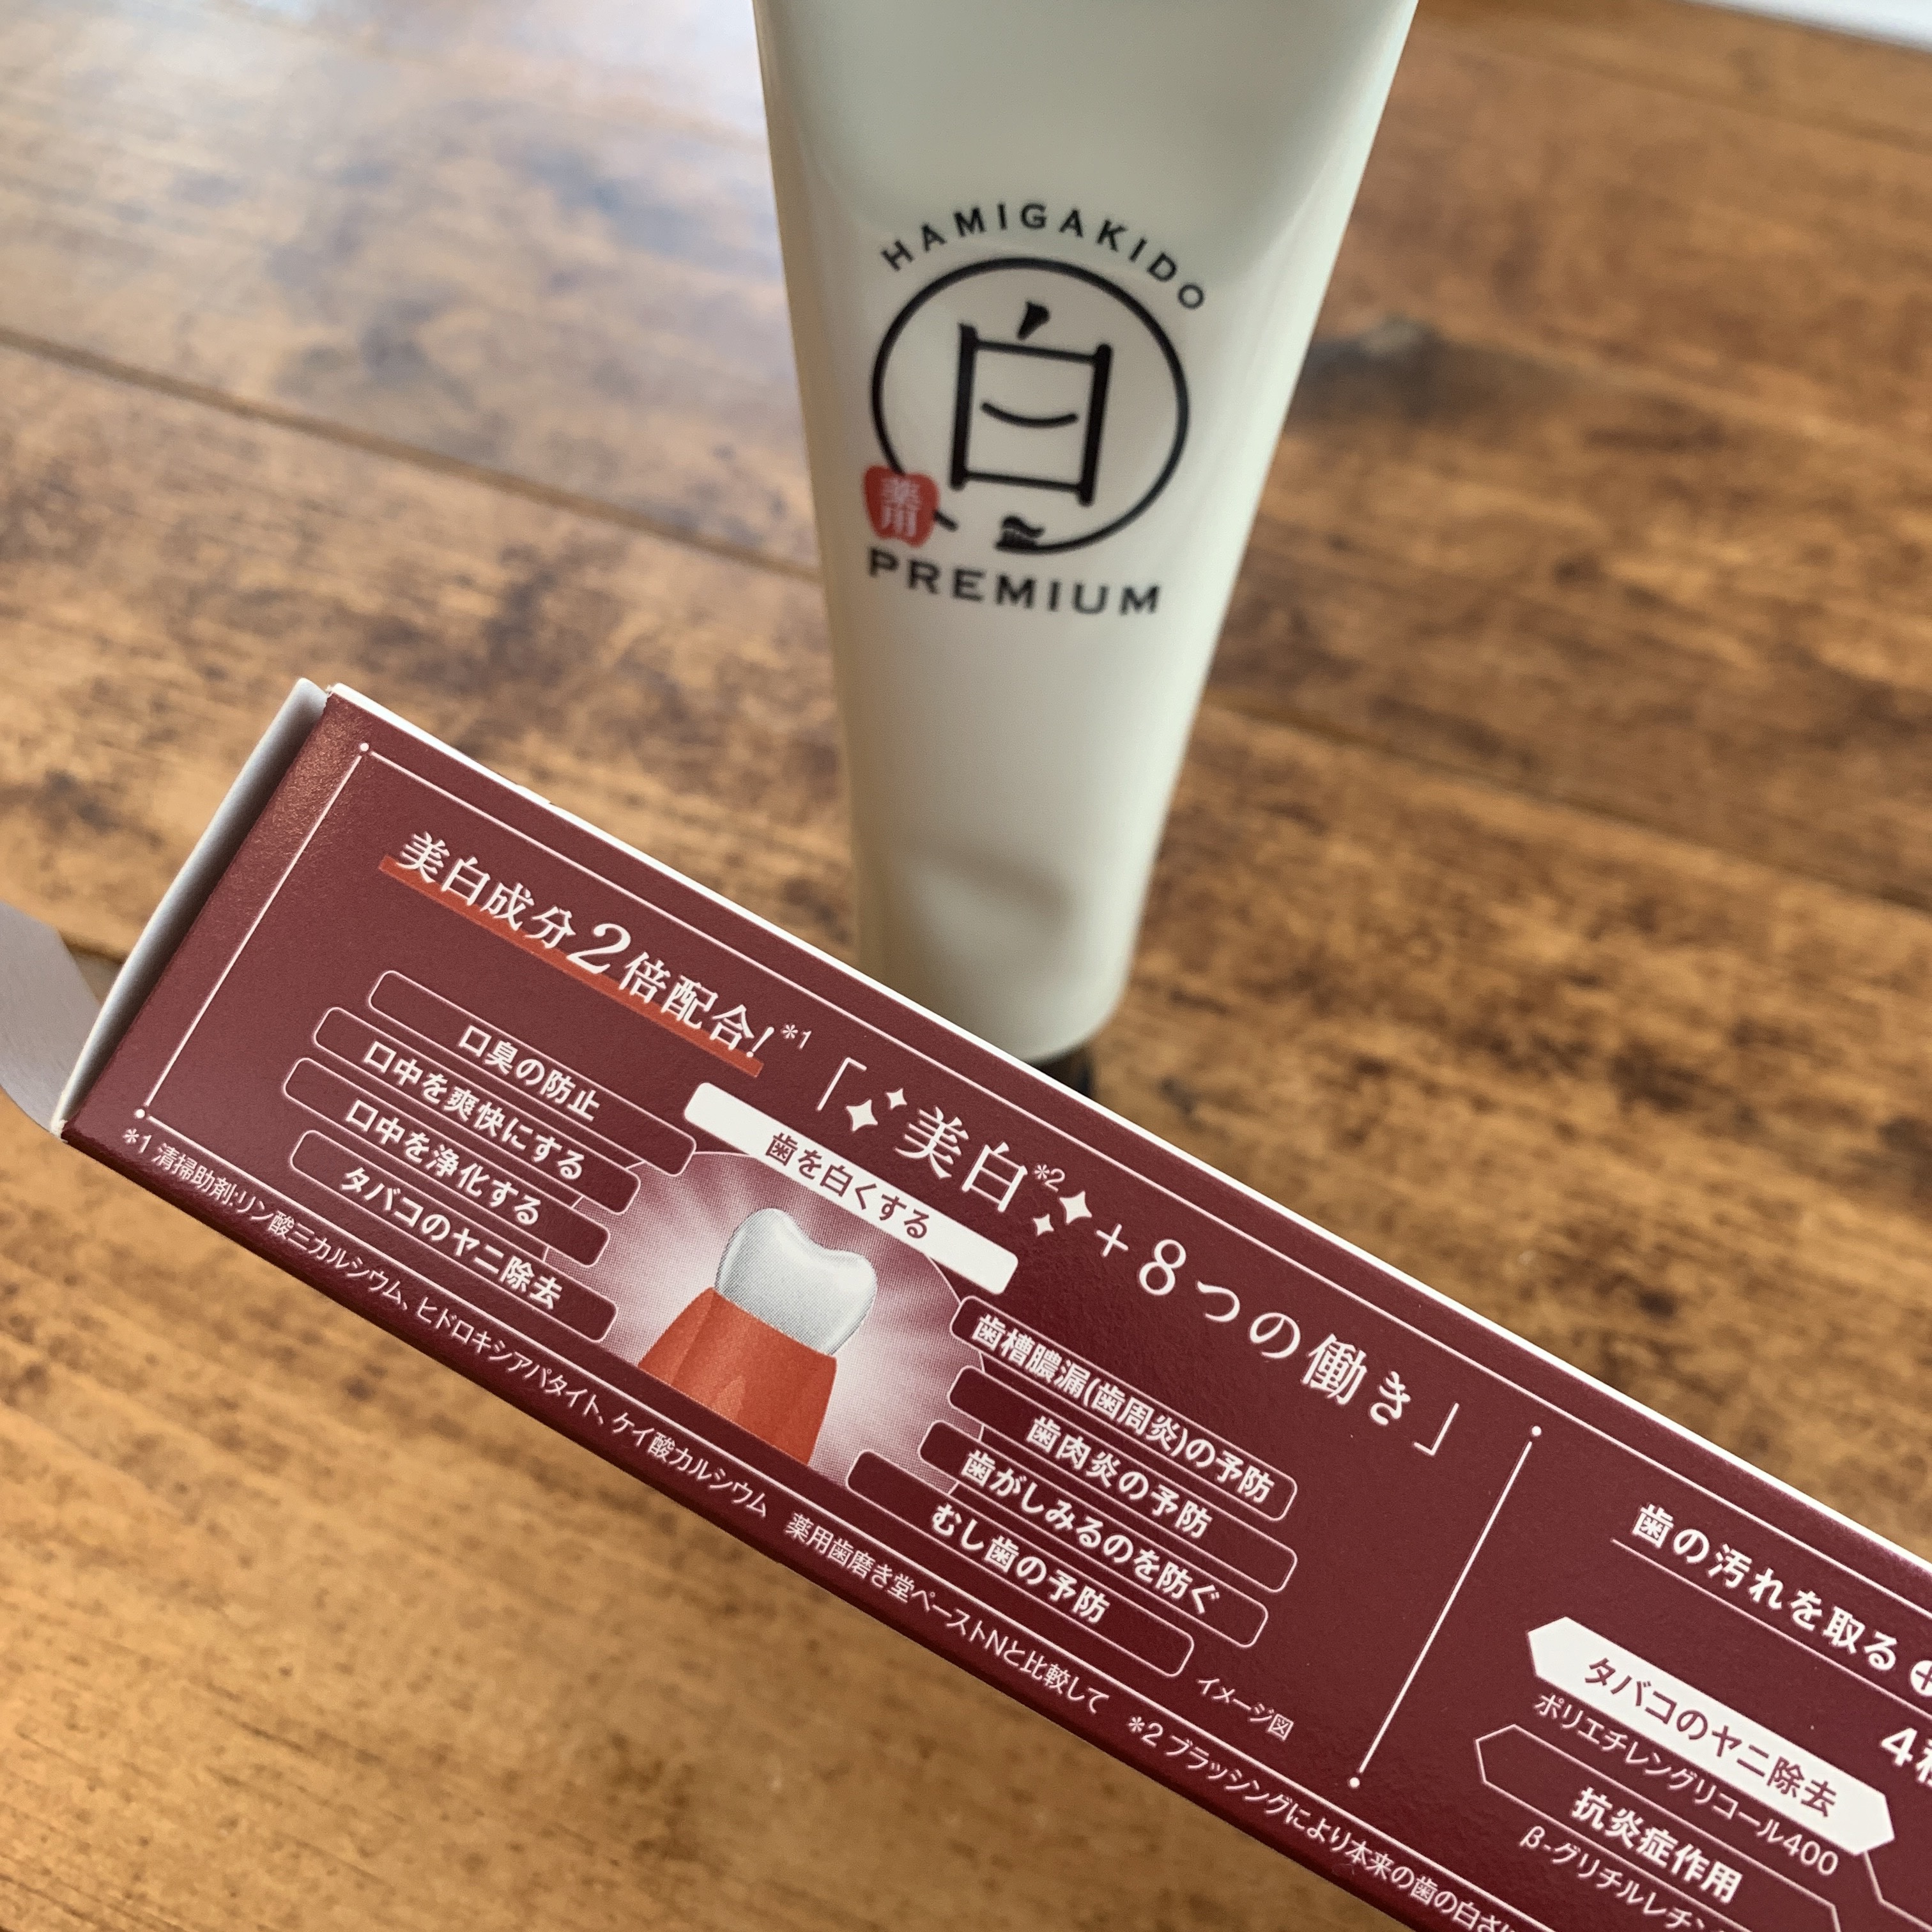 HAMIGAKIDO
白
薬用
PREMIUM
美白成分2倍配合!*1
「美白*2+8つの働き」
口臭の防止
口中を爽快にする
口中を浄化する
タバコのヤニ除去
歯を白くする
歯槽膿漏(歯周炎)の予防
歯肉炎の予防
歯がしみるのを防ぐ
むし歯の予防
イメージ図
*1 清掃助剤:リン酸三カルシウム、ヒドロキシアパタイト、ケイ酸カルシウム 薬用歯磨き堂ペーストNと比較して *2 ブラッシングにより本来の歯の白さに
歯の汚れを取る
4種
タバコのヤニ除去
ポリエチレングリコール400
抗炎症作用
β-グリチルレチン